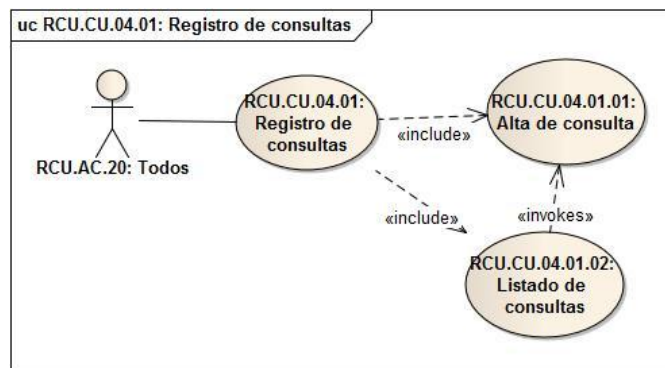 uc RCU.CU.04.01: Registro de consultas
RCU.AC.20: Todos
RCU.CU.04.01:
Registro de
consultas
«include»
RCU.CU.04.01.01:
Alta de consulta
«include»
«invokes»
RCU.CU.04.01.02:
Listado de
consultas